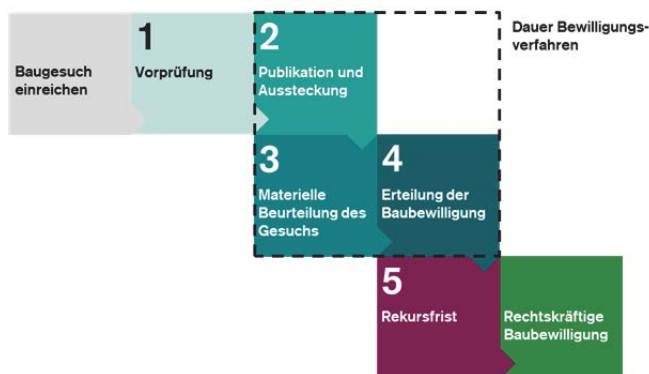 Baugesuch
einreichen
1
Vorprüfung
2
Publikation und
Aussteckung
Dauer Bewilligungs-
verfahren
3
Materielle
Beurteilung des
Gesuchs
4
Erteilung der
Baubewilligung
5
Rekursfrist
Rechtskräftige
Baubewilligung